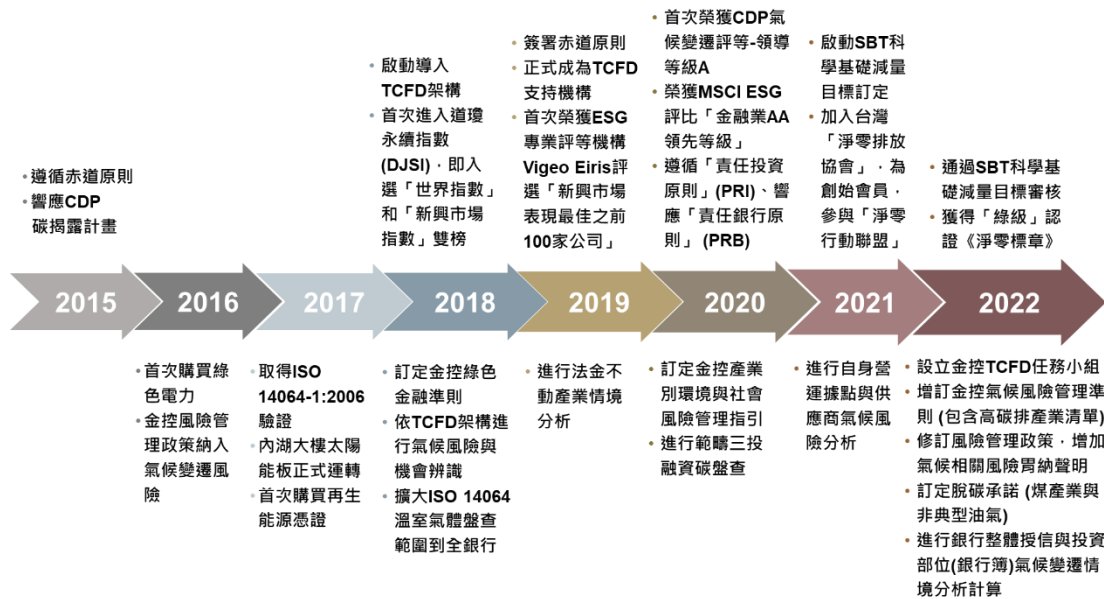 • 遵循赤道原則
• 響應CDP
碳揭露計畫
• 啟動導入
TCFD架構
• 首次進入道瓊
永續指數
(DJSI)，即入
選「世界指數」
和「新興市場
指數」雙榜
• 簽署赤道原則
• 正式成為TCFD
支持機構
• 首次榮獲ESG
專業評等機構
Vigeo Eiris評
選「新興市場
表現最佳之前
100家公司」
• 首次榮獲CDP氣
候變遷評等-領導
等級A
• 榮獲MSCI ESG
評比「金融業AA
領先等級」
• 遵循「責任投資
原則」(PRI)、響
應「責任銀行原
則」 (PRB)
• 啟動SBT科
學基礎減量
目標訂定
• 加入台灣
「淨零排放
協會」，為
創始會員，
參與「淨零
行動聯盟」
• 通過SBT科學基
礎減量目標審核
• 獲得「綠級」認
證《淨零標章》
2015
2016
2017
2018
2019
2020
2021
2022
• 首次購買綠
色電力
• 金控風險管
理政策納入
氣候變遷風
險
• 取得ISO
14064-1:2006
驗證
• 內湖大樓太陽
能板正式運轉
• 首次購買再生
能源憑證
• 訂定金控綠色
金融準則
• 依TCFD架構進
行氣候風險與
機會辨識
• 擴大ISO 14064
溫室氣體盤查
範圍到全銀行
• 進行法金不
動產業情境
分析
• 訂定金控產業
別環境與社會
風險管理指引
• 進行範疇三投
融資碳盤查
• 進行自身營
運據點與供
應商氣候風
險分析
• 設立金控TCFD任務小組
• 增訂金控氣候風險管理準
則 (包含高碳排產業清單)
• 修訂風險管理政策，增加
氣候相關風險胃納聲明
• 訂定脫碳承諾 (煤產業與
非典型油氣)
• 進行銀行整體授信與投資
部位(銀行簿)氣候變遷情
境分析計算